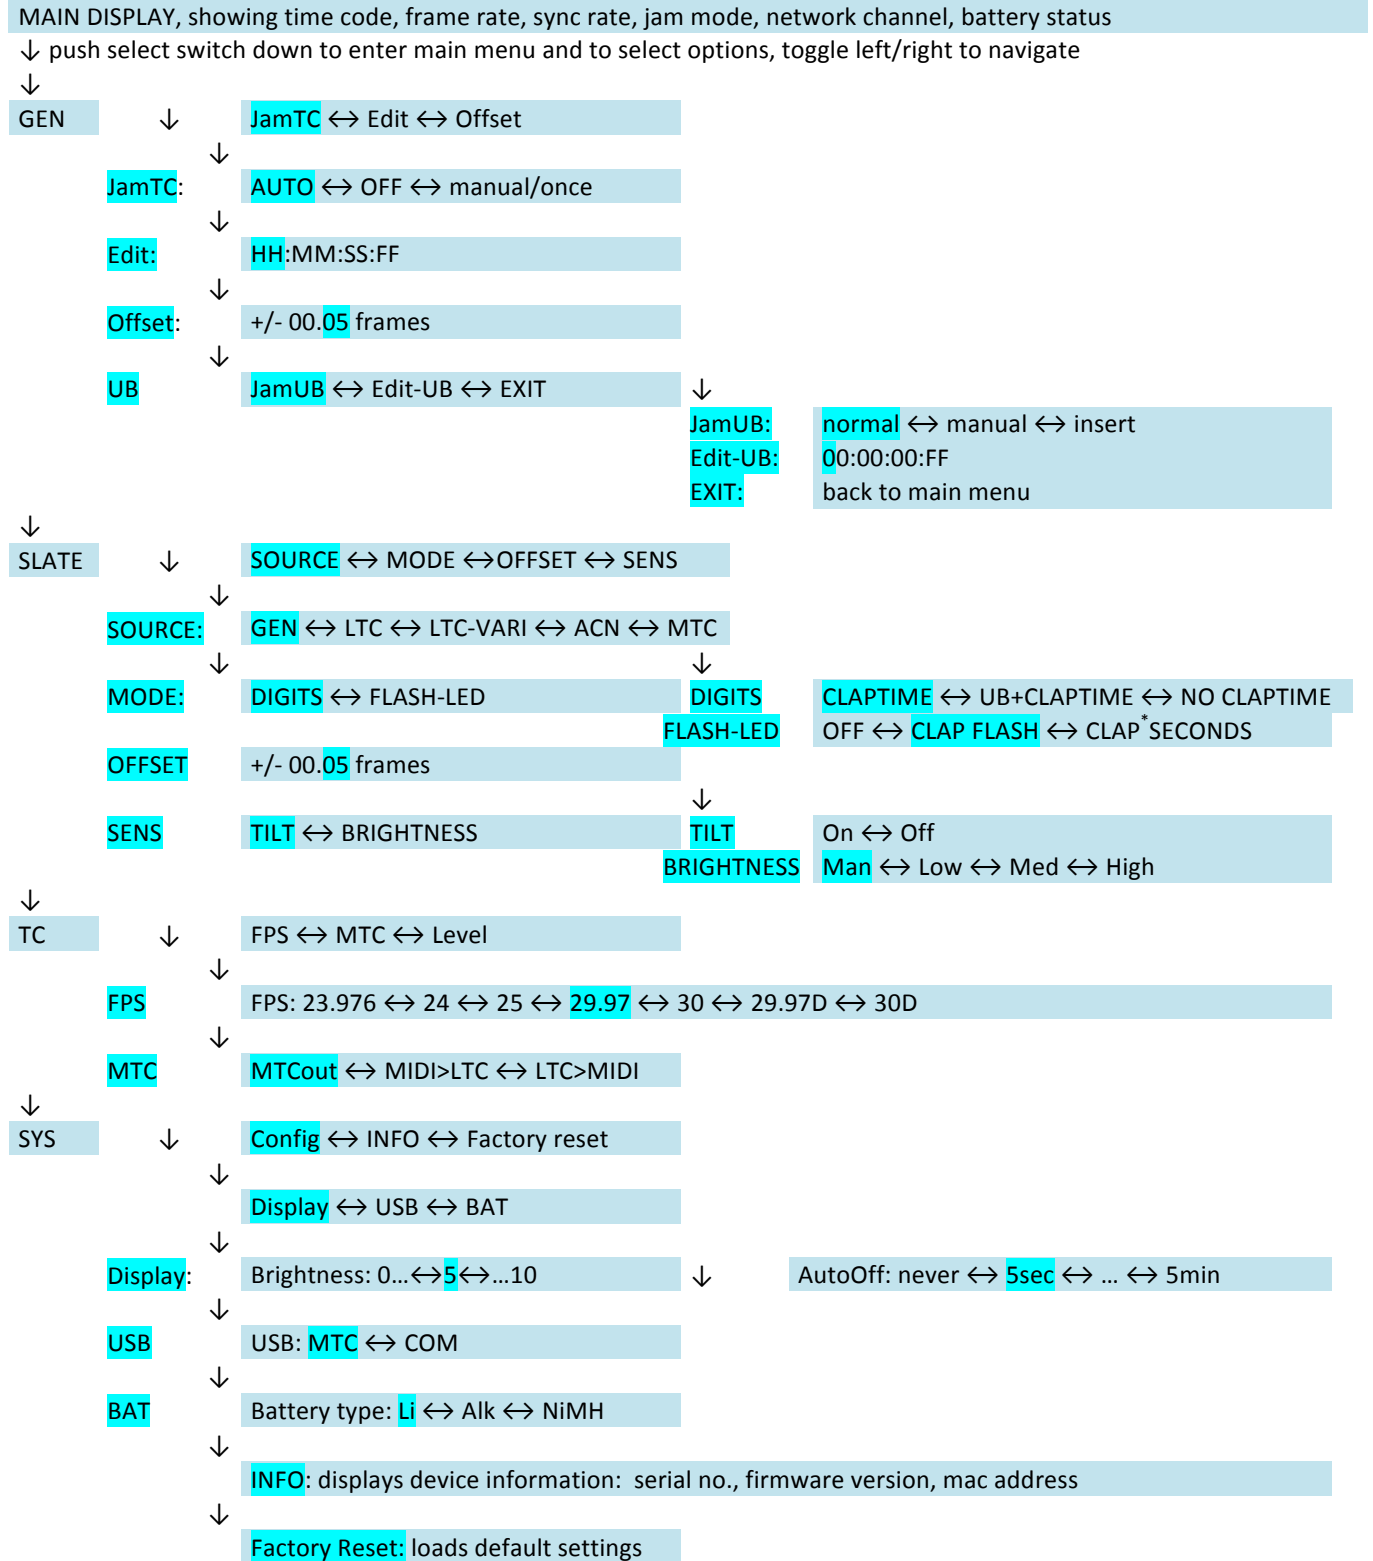 MAIN DISPLAY, showing time code, frame rate, sync rate, jam mode, network channel, battery status
↓ push select switch down to enter main menu and to select options, toggle left/right to navigate
↓
GEN ↓ JamTC ↔ Edit ↔ Offset
↓
JamTC: AUTO ↔ OFF ↔ manual/once
↓
Edit: HH:MM:SS:FF
↓
Offset: +/- 00.05 frames
↓
UB JamUB ↔ Edit-UB ↔ EXIT ↓
JamUB: normal ↔ manual ↔ insert
Edit-UB: 00:00:00:FF
EXIT: back to main menu
↓
SLATE ↓ SOURCE ↔ MODE ↔OFFSET ↔ SENS
↓
SOURCE: GEN ↔ LTC ↔ LTC-VARI ↔ ACN ↔ MTC
↓ ↓
MODE: DIGITS ↔ FLASH-LED DIGITS CLAPTIME ↔ UB+CLAPTIME ↔ NO CLAPTIME
FLASH-LED OFF ↔ CLAP FLASH ↔ CLAP*SECONDS
OFFSET +/- 00.05 frames
↓
SENS TILT ↔ BRIGHTNESS TILT On ↔ Off
BRIGHTNESS Man ↔ Low ↔ Med ↔ High
↓
TC ↓ FPS ↔ MTC ↔ Level
↓
FPS FPS: 23.976 ↔ 24 ↔ 25 ↔ 29.97 ↔ 30 ↔ 29.97D ↔ 30D
↓
MTC MTCout ↔ MIDI>LTC ↔ LTC>MIDI
↓
SYS ↓ Config ↔ INFO ↔ Factory reset
↓
Display ↔ USB ↔ BAT
↓
Display: Brightness: 0…↔5↔…10 ↓ AutoOff: never ↔ 5sec ↔ … ↔ 5min
↓
USB USB: MTC ↔ COM
↓
BAT Battery type: Li ↔ Alk ↔ NiMH
↓
INFO: displays device information: serial no., firmware version, mac address
↓
Factory Reset: loads default settings